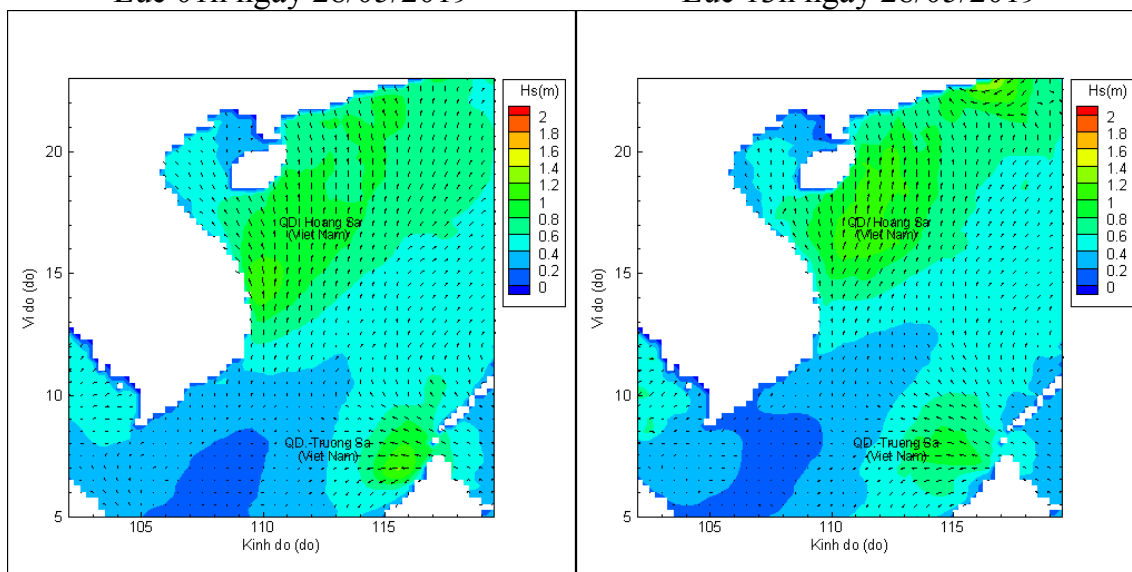 01h
13h
Hs(m)
2
1.8
1.6
1.4
1.2
1
0.8
0.6
0.4
0.2
0
20
15
10
5
Vi do (do)
105
110
115
Kinh do (do)
QD. Hoang Sa
(Viet Nam)
QD. Truong Sa
(Viet Nam)
Hs(m)
2
1.8
1.6
1.4
1.2
1
0.8
0.6
0.4
0.2
0
20
15
10
5
Vi do (do)
105
110
115
Kinh do (do)
QD. Hoang Sa
(Viet Nam)
QD. Truong Sa
(Viet Nam)